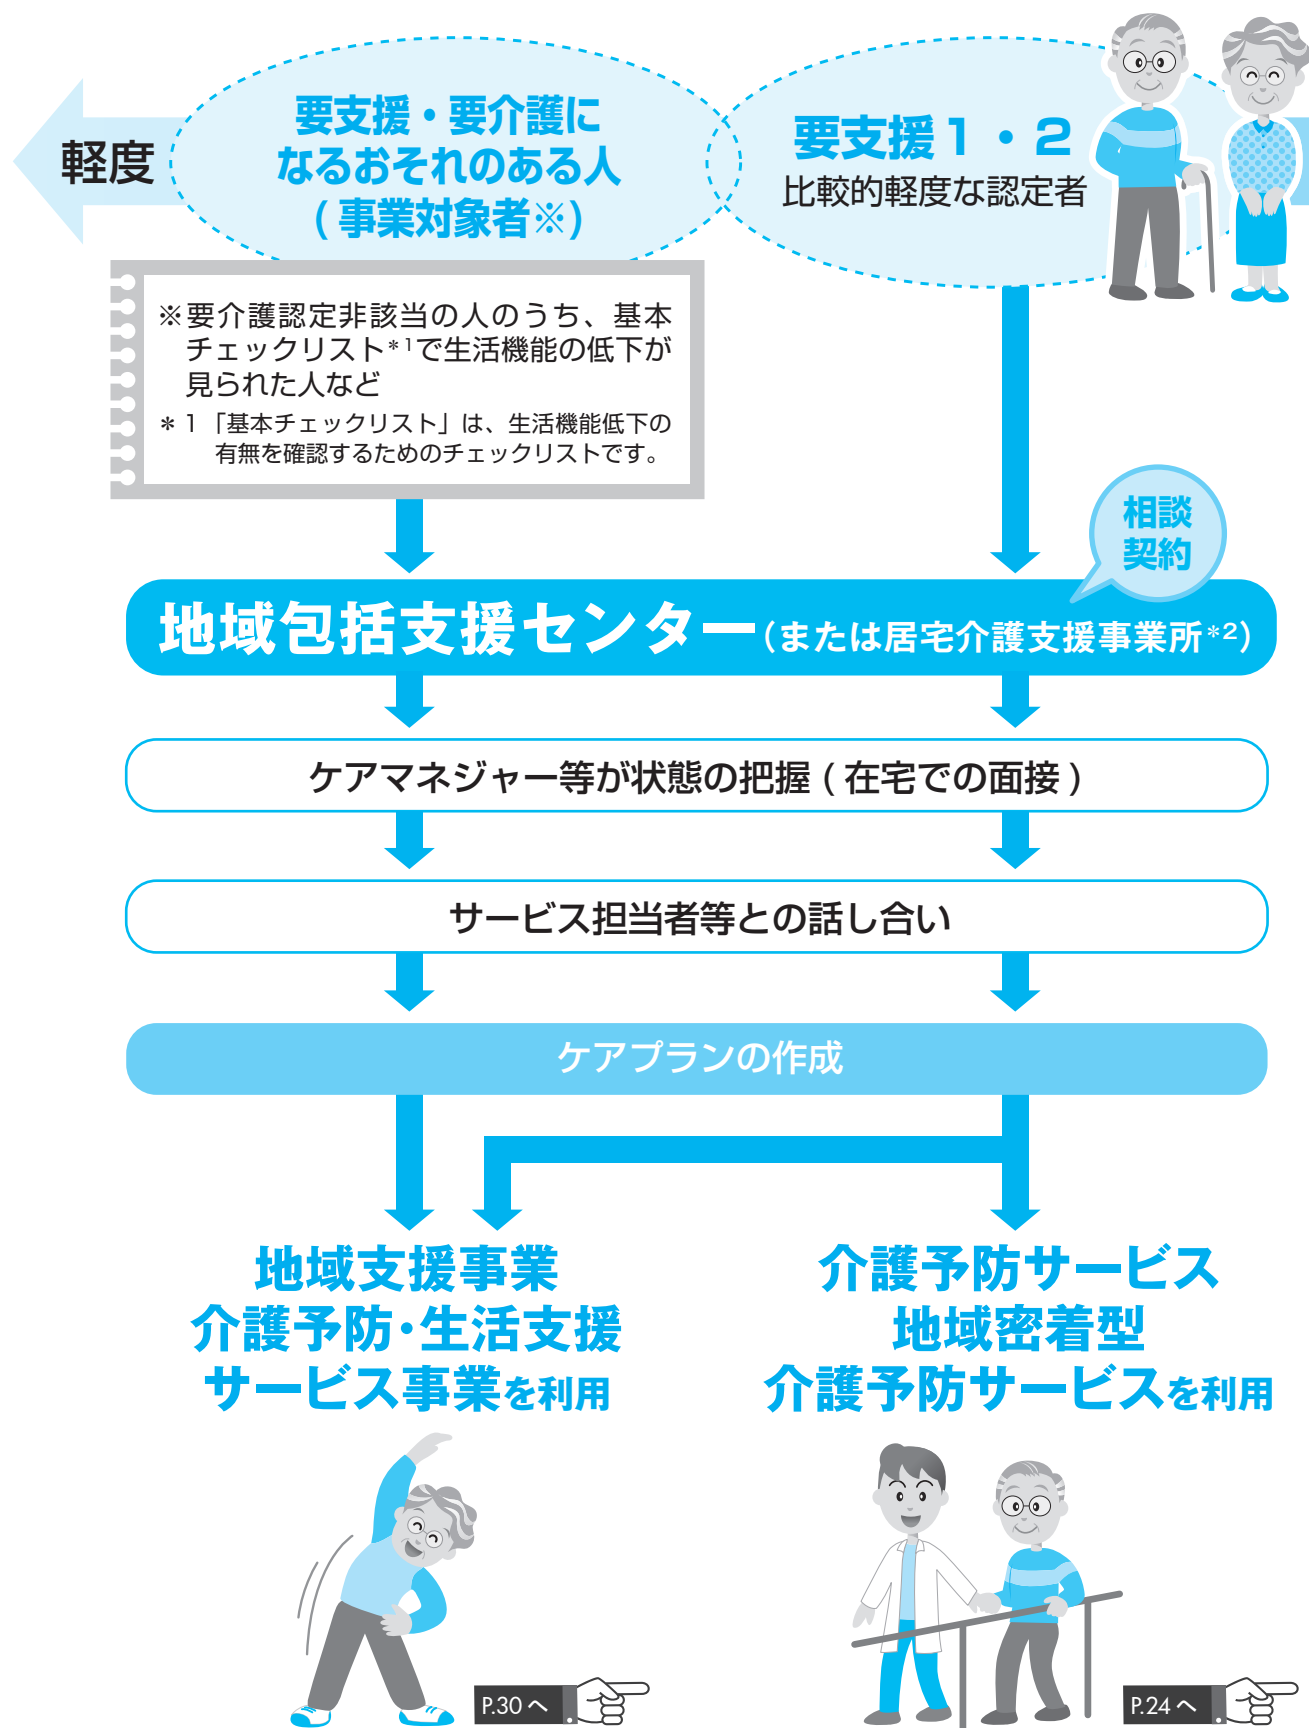 軽度
要支援・要介護に
なるおそれのある人
(事業対象者※)
要支援1・2
比較的軽度な認定者
※要介護認定非該当の人のうち、基本
チェックリスト*1で生活機能の低下が
見られた人など
*1「基本チェックリスト」は、生活機能低下の
有無を確認するためのチェックリストです。
相談
契約
地域包括支援センター(または居宅介護支援事業所*2)
ケアマネジャー等が状態の把握(在宅での面接)
サービス担当者等との話し合い
ケアプランの作成
地域支援事業
介護予防・生活支援
サービス事業を利用
介護予防サービス
地域密着型
介護予防サービスを利用
P.30へ
P.24へ